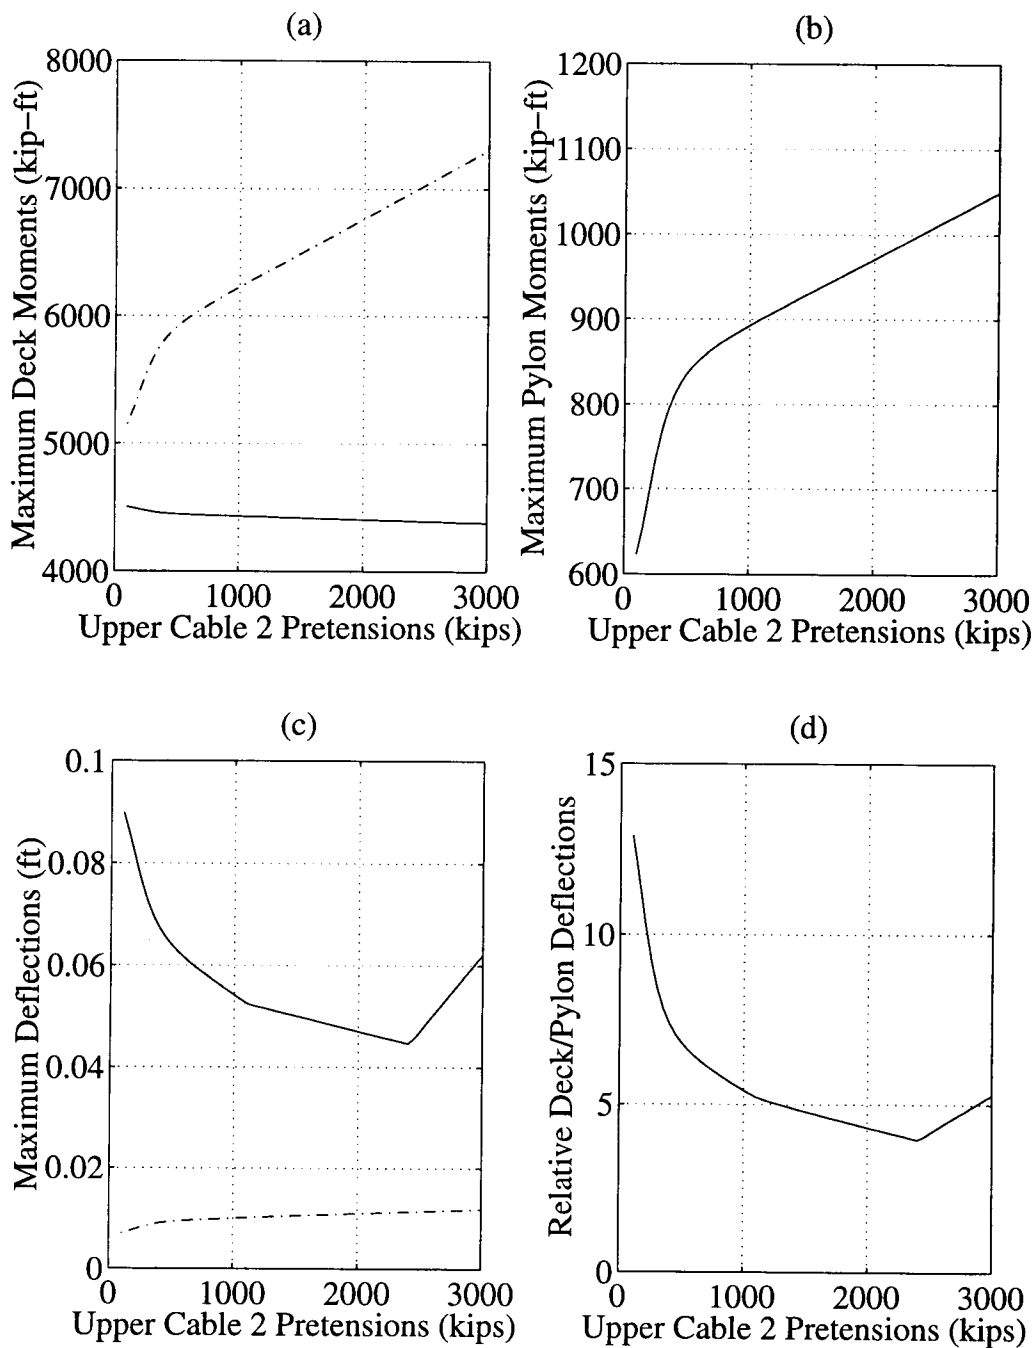 (a)
Maximum Deck Moments (kip−ft)
8000
7000
6000
5000
4000
0 1000 2000 3000
Upper Cable 2 Pretensions (kips)
(b)
Maximum Pylon Moments (kip−ft)
1200
1100
1000
900
800
700
600
0 1000 2000 3000
Upper Cable 2 Pretensions (kips)
(c)
Maximum Deflections (ft)
0.1
0.08
0.06
0.04
0.02
0
0 1000 2000 3000
Upper Cable 2 Pretensions (kips)
(d)
Relative Deck/Pylon Deflections
15
10
5
0
0 1000 2000 3000
Upper Cable 2 Pretensions (kips)